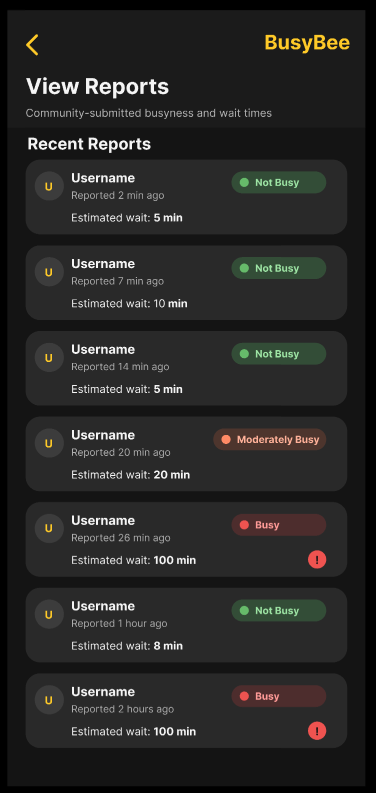 BusyBee
View Reports
Community-submitted busyness and wait times
Recent Reports
U
Username
Not Busy
Reported 2 min ago
Estimated wait: 5 min
U
Username
Not Busy
Reported 7 min ago
Estimated wait: 10 min
U
Username
Not Busy
Reported 14 min ago
Estimated wait: 5 min
U
Username
Moderately Busy
Reported 20 min ago
Estimated wait: 20 min
U
Username
Busy
Reported 26 min ago
Estimated wait: 100 min
!
U
Username
Not Busy
Reported 1 hour ago
Estimated wait: 8 min
U
Username
Busy
Reported 2 hours ago
Estimated wait: 100 min
!